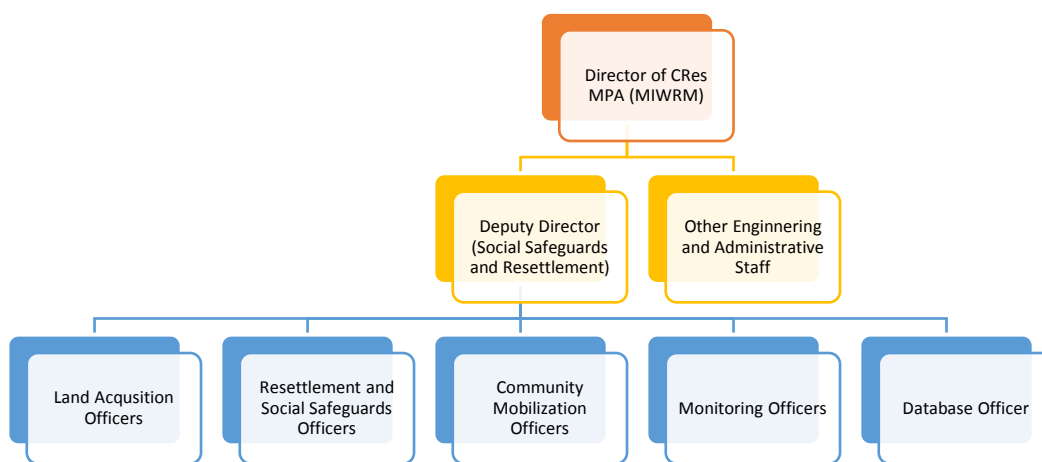 Director of CRes
MPA (MIWRM)
Deputy Director
(Social Safeguards
and Resettlement)
Other Enginnering
and Administrative
Staff
Land Acqusition
Officers
Resettlement and
Social Safeguards
Officers
Community
Mobilization
Officers
Monitoring Officers
Database Officer